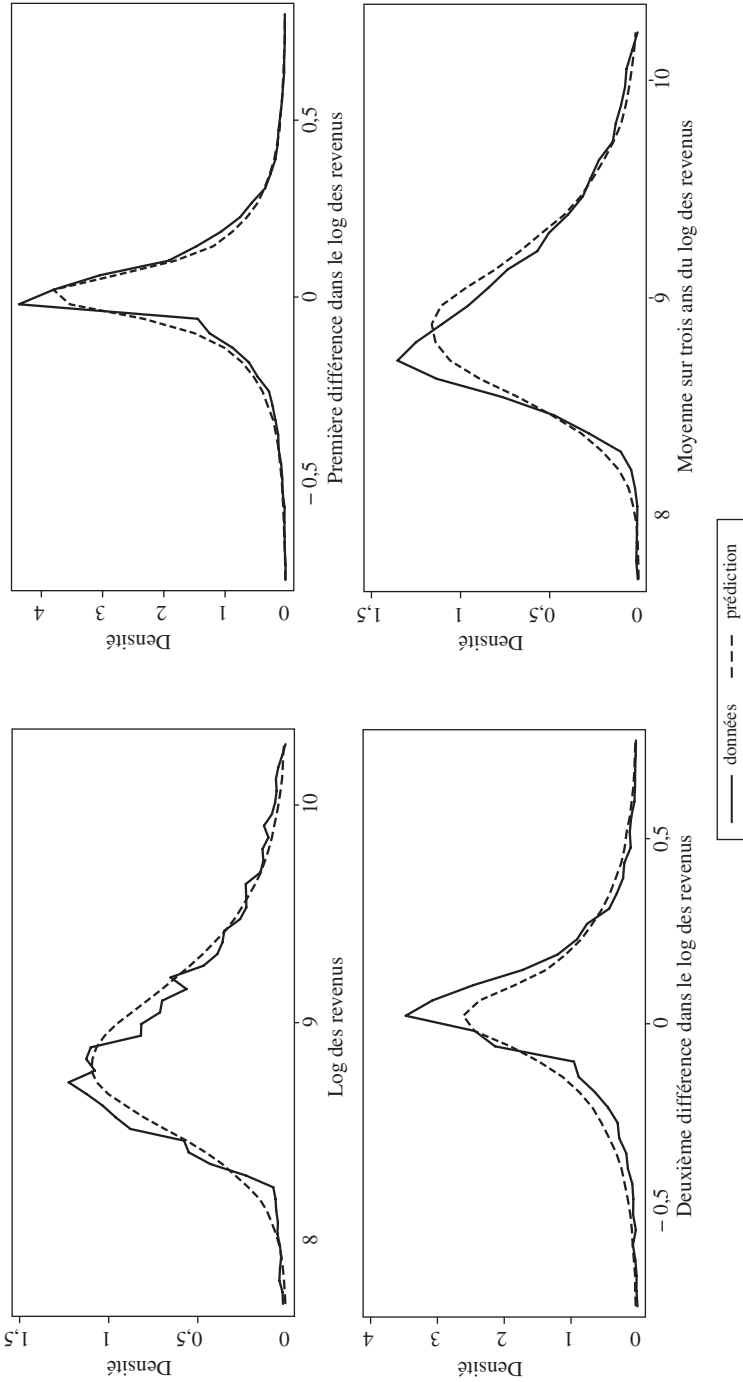 Densité
1,5
1
0,5
0
8 9 10
Log des revenus
Densité
4
3
2
1
0
– 0,5 0 0,5
Première différence dans le log des revenus
Densité
4
3
2
1
0
– 0,5 0 0,5
Deuxième différence dans le log des revenus
Densité
1,5
1
0,5
0
8 9 10
Moyenne sur trois ans du log des revenus
données prédiction